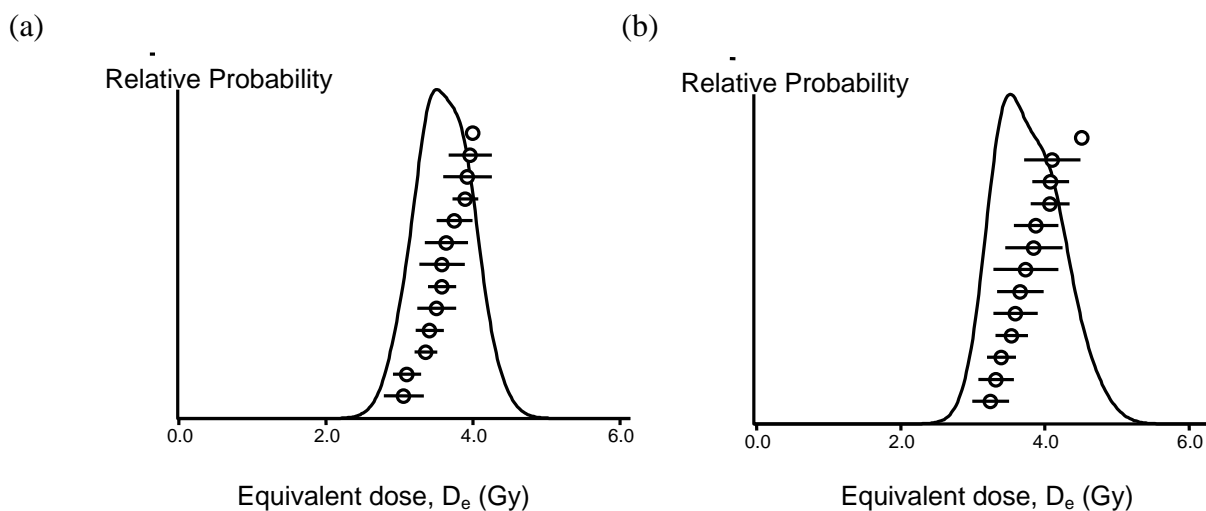 (a)
Relative Probability
0.0 2.0 4.0 6.0
Equivalent dose, Dₑ (Gy)
(b)
Relative Probability
0.0 2.0 4.0 6.0
Equivalent dose, Dₑ (Gy)